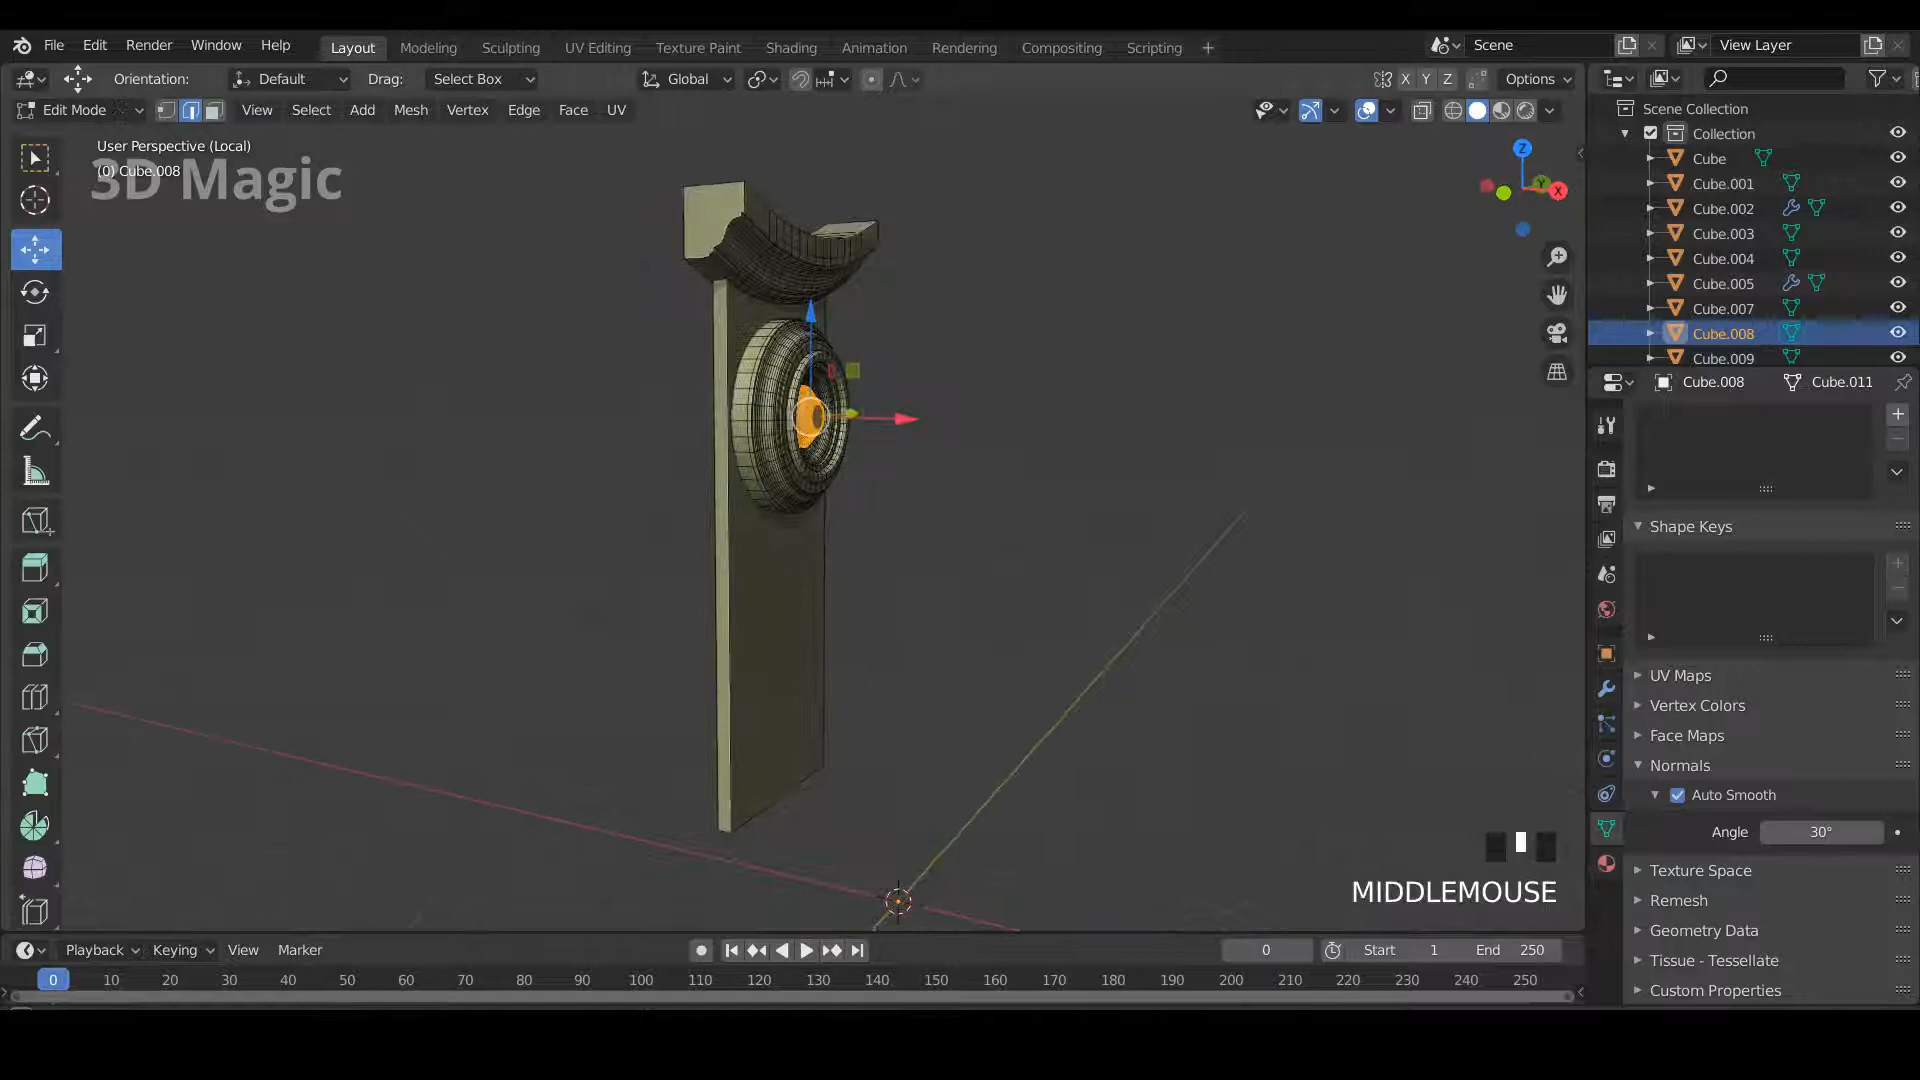 File Edit Render Window Help Layout Modeling Sculpting UV Editing Texture Paint Shading Animation Rendering Compositing Scripting + Scene View Layer
Orientation: Default Drag: Select Box Global X Y Z Options
Edit Mode View Select Add Mesh Vertex Edge Face UV
User Perspective (Local)
(0) Cube.008
3D Magic
Z
Y
X
Scene Collection
Collection
Cube
Cube.001
Cube.002
Cube.003
Cube.004
Cube.005
Cube.007
Cube.008
Cube.009
Cube.008 Cube.011
Shape Keys
UV Maps
Vertex Colors
Face Maps
Normals
Auto Smooth
Angle 30°
Texture Space
Remesh
Geometry Data
Tissue - Tessellate
Custom Properties
MIDDLEMOUSE
Playback Keying View Marker 0 Start 1 End 250
0 10 20 30 40 50 60 70 80 90 100 110 120 130 140 150 160 170 180 190 200 210 220 230 240 250